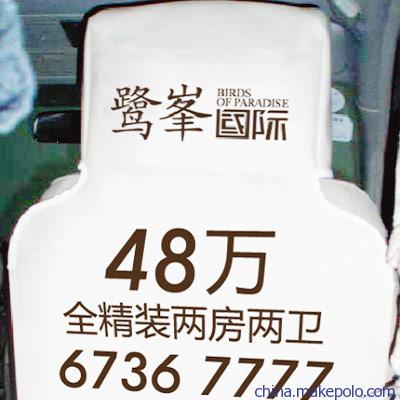 鹭峯国际
BIRDS
OF PARADISE
48万
全精装两房两卫
6736 7777
china.makepolo.com